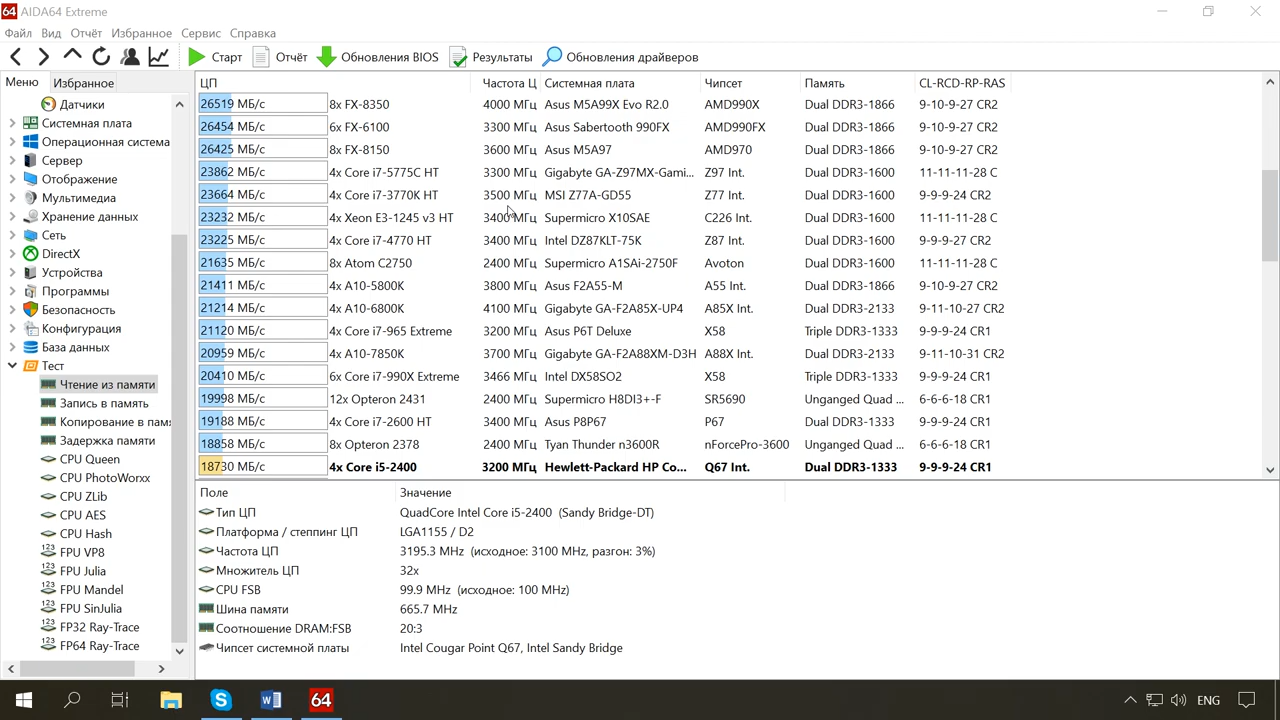 64 AIDA64 Extreme
Файл Вид Отчёт Избранное Сервис Справка
Старт Отчёт Обновления BIOS Результаты Обновления драйверов
Меню Избранное
Датчики
Системная плата
Операционная система
Сервер
Отображение
Мультимедиа
Хранение данных
Сеть
DirectX
Устройства
Программы
Безопасность
Конфигурация
База данных
Тест
Чтение из памяти
Запись в память
Копирование в пам
Задержка памяти
CPU Queen
CPU PhotoWorxx
CPU ZLib
CPU AES
CPU Hash
123 FPU VP8
123 FPU Julia
123 FPU Mandel
123 FPU SinJulia
123 FP32 Ray-Trace
123 FP64 Ray-Trace
ЦП Частота Ц Системная плата Чипсет Память CL-RCD-RP-RAS
26519 МБ/с 8x FX-8350 4000 МГц Asus M5A99X Evo R2.0 AMD990X Dual DDR3-1866 9-10-9-27 CR2
26454 МБ/с 6x FX-6100 3300 МГц Asus Sabertooth 990FX AMD990FX Dual DDR3-1866 9-10-9-27 CR2
26425 МБ/с 8x FX-8150 3600 МГц Asus M5A97 AMD970 Dual DDR3-1866 9-10-9-27 CR2
23862 МБ/с 4x Core i7-5775C HT 3300 МГц Gigabyte GA-Z97MX-Gami... Z97 Int. Dual DDR3-1600 11-11-11-28 C
23664 МБ/с 4x Core i7-3770K HT 3500 МГц MSI Z77A-GD55 Z77 Int. Dual DDR3-1600 9-9-9-24 CR2
23232 МБ/с 4x Xeon E3-1245 v3 HT 3400 МГц Supermicro X10SAE C226 Int. Dual DDR3-1600 11-11-11-28 C
23225 МБ/с 4x Core i7-4770 HT 3400 МГц Intel DZ87KLT-75K Z87 Int. Dual DDR3-1600 9-9-9-27 CR2
21635 МБ/с 8x Atom C2750 2400 МГц Supermicro A1SAi-2750F Avoton Dual DDR3-1600 11-11-11-28 C
21411 МБ/с 4x A10-5800K 3800 МГц Asus F2A55-M A55 Int. Dual DDR3-1866 9-10-9-27 CR2
21214 МБ/с 4x A10-6800K 4100 МГц Gigabyte GA-F2A85X-UP4 A85X Int. Dual DDR3-2133 9-11-10-27 CR2
21120 МБ/с 4x Core i7-965 Extreme 3200 МГц Asus P6T Deluxe X58 Triple DDR3-1333 9-9-9-24 CR1
20959 МБ/с 4x A10-7850K 3700 МГц Gigabyte GA-F2A88XM-D3H A88X Int. Dual DDR3-2133 9-11-10-31 CR2
20410 МБ/с 6x Core i7-990X Extreme 3466 МГц Intel DX58SO2 X58 Triple DDR3-1333 9-9-9-24 CR1
19998 МБ/с 12x Opteron 2431 2400 МГц Supermicro H8DI3+-F SR5690 Unganged Quad ... 6-6-6-18 CR1
19188 МБ/с 4x Core i7-2600 HT 3400 МГц Asus P8P67 P67 Dual DDR3-1333 9-9-9-24 CR1
18858 МБ/с 8x Opteron 2378 2400 МГц Tyan Thunder n3600R nForcePro-3600 Unganged Quad ... 6-6-6-18 CR1
18730 МБ/с 4x Core i5-2400 3200 МГц Hewlett-Packard HP Co... Q67 Int. Dual DDR3-1333 9-9-9-24 CR1
Поле Значение
Тип ЦП QuadCore Intel Core i5-2400 (Sandy Bridge-DT)
Платформа / степпинг ЦП LGA1155 / D2
Частота ЦП 3195.3 MHz (исходное: 3100 MHz, разгон: 3%)
Множитель ЦП 32x
CPU FSB 99.9 MHz (исходное: 100 MHz)
Шина памяти 665.7 MHz
Соотношение DRAM:FSB 20:3
Чипсет системной платы Intel Cougar Point Q67, Intel Sandy Bridge
S W 64 ENG